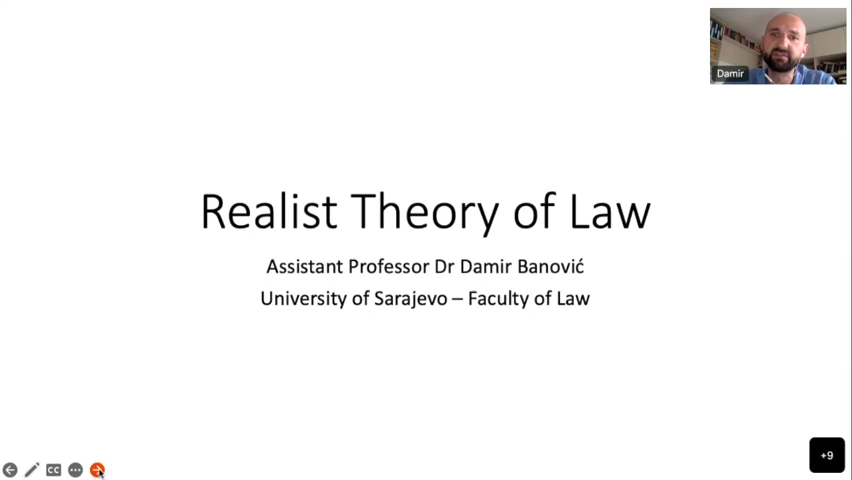 Damir
Realist Theory of Law
Assistant Professor Dr Damir Banović
University of Sarajevo – Faculty of Law
CC
+9